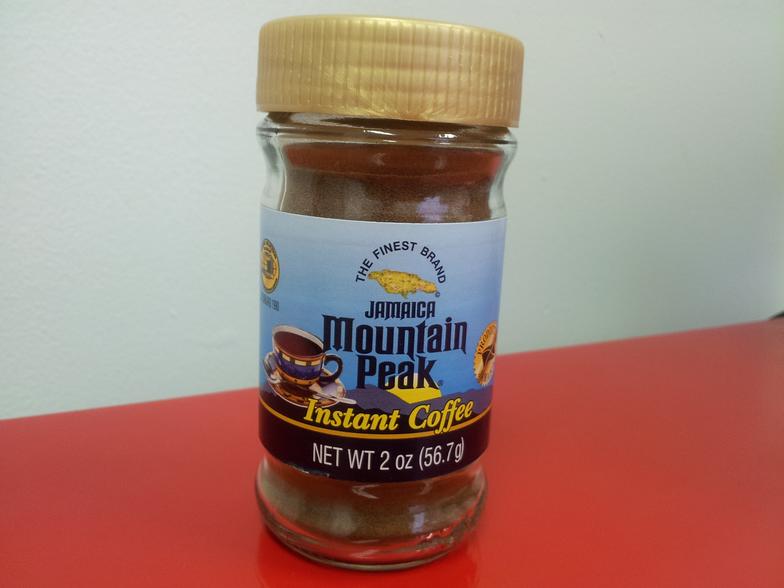 THE FINEST BRAND
JAMAICA
Mountain
Peak
Instant Coffee
NET WT 2 oz (56.7g)